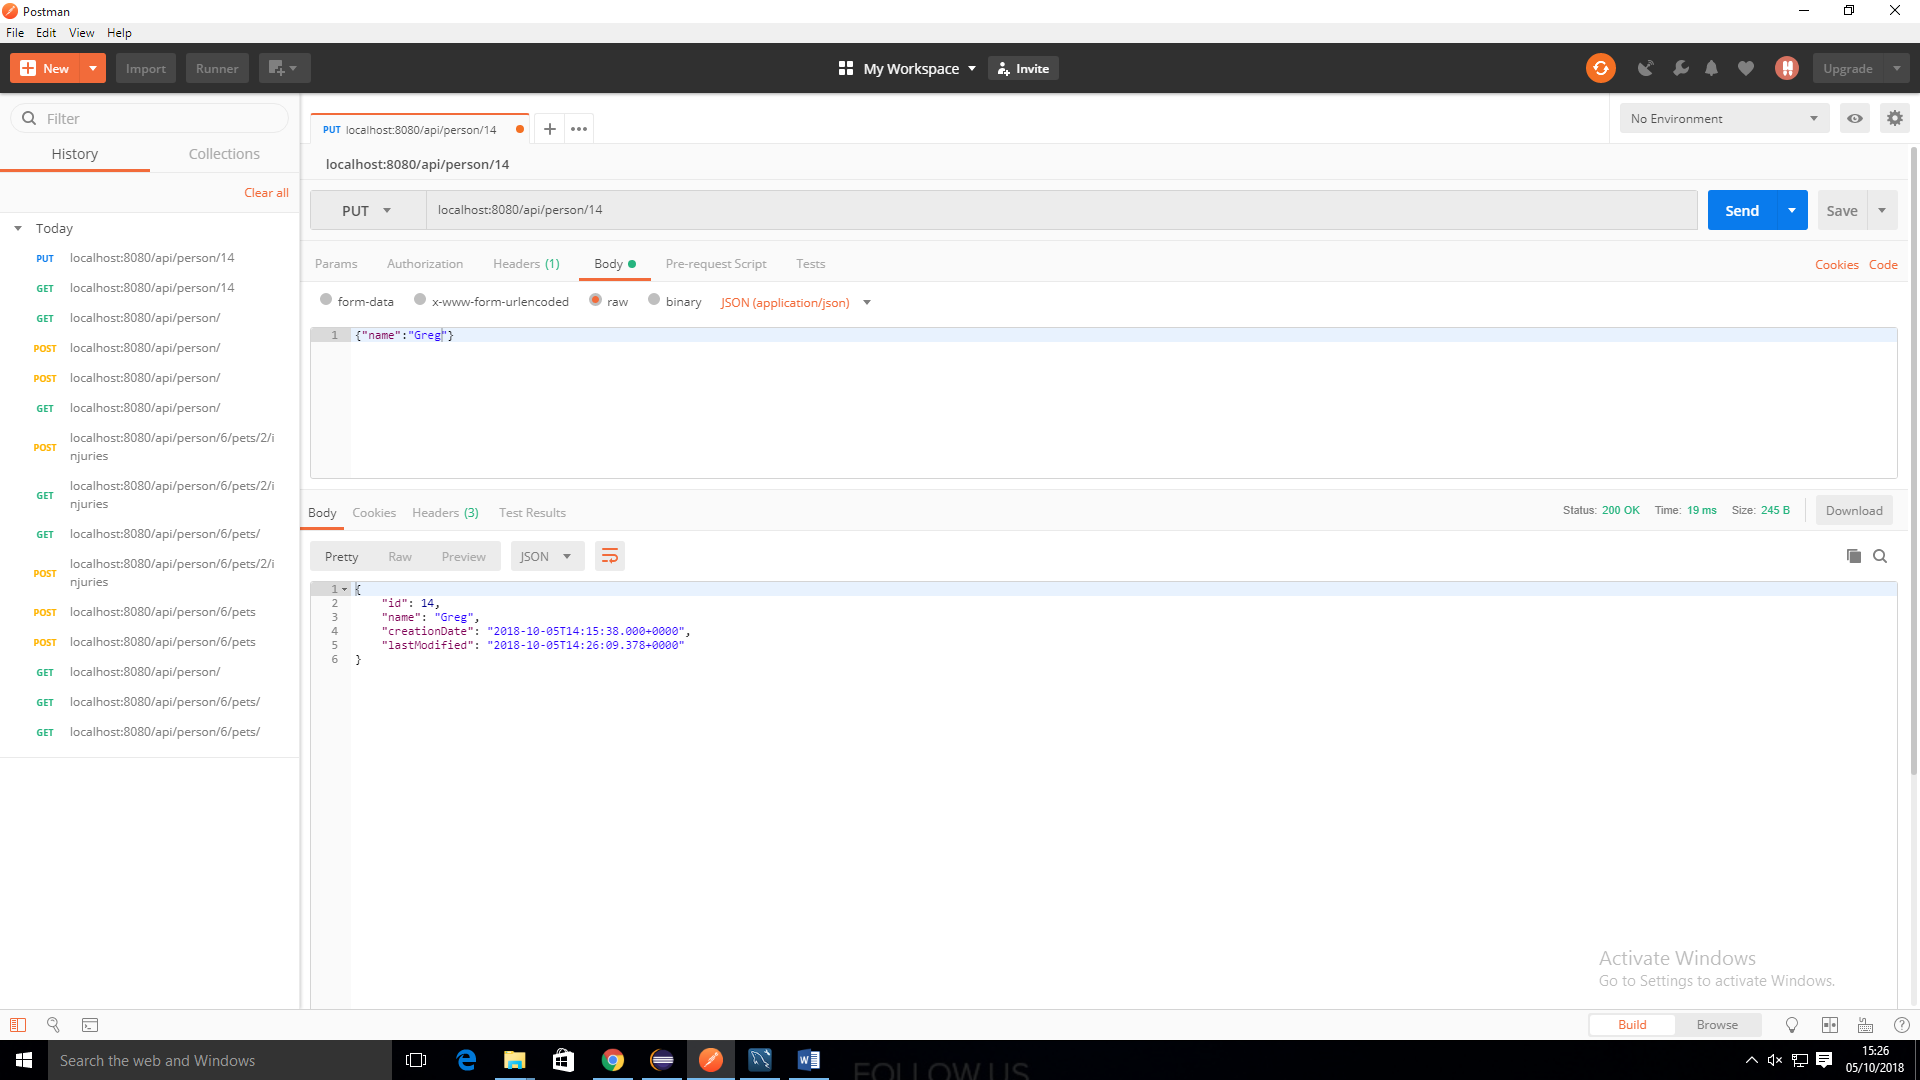 Postman
File Edit View Help
New Import Runner My Workspace Invite Upgrade
Filter
History Collections
Clear all
Today
PUT localhost:8080/api/person/14
GET localhost:8080/api/person/14
GET localhost:8080/api/person/
POST localhost:8080/api/person/
POST localhost:8080/api/person/
GET localhost:8080/api/person/
POST localhost:8080/api/person/6/pets/2/i
njuries
GET localhost:8080/api/person/6/pets/2/i
njuries
GET localhost:8080/api/person/6/pets/
POST localhost:8080/api/person/6/pets/2/i
njuries
POST localhost:8080/api/person/6/pets
POST localhost:8080/api/person/6/pets
GET localhost:8080/api/person/
GET localhost:8080/api/person/6/pets/
GET localhost:8080/api/person/6/pets/
PUT localhost:8080/api/person/14
No Environment
localhost:8080/api/person/14
PUT localhost:8080/api/person/14 Send Save
Params Authorization Headers (1) Body Pre-request Script Tests Cookies Code
form-data x-www-form-urlencoded raw binary JSON (application/json)
1 {"name":"Greg"}
Body Cookies Headers (3) Test Results Status: 200 OK Time: 19 ms Size: 245 B Download
Pretty Raw Preview JSON
1 {
2 "id": 14,
3 "name": "Greg",
4 "creationDate": "2018-10-05T14:15:38.000+0000",
5 "lastModified": "2018-10-05T14:26:09.378+0000"
6 }
Activate Windows
Go to Settings to activate Windows.
Build Browse
Search the web and Windows
FOLLOW US
15:26
05/10/2018